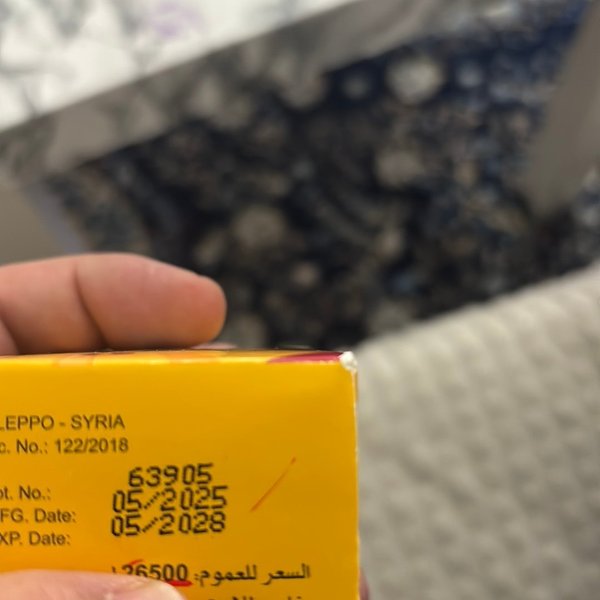 LEPPO - SYRIA
c. No.: 122/2018
ot. No.: 63905
FG. Date: 05/2025
XP. Date: 05/2028
السعر للعموم: 26500